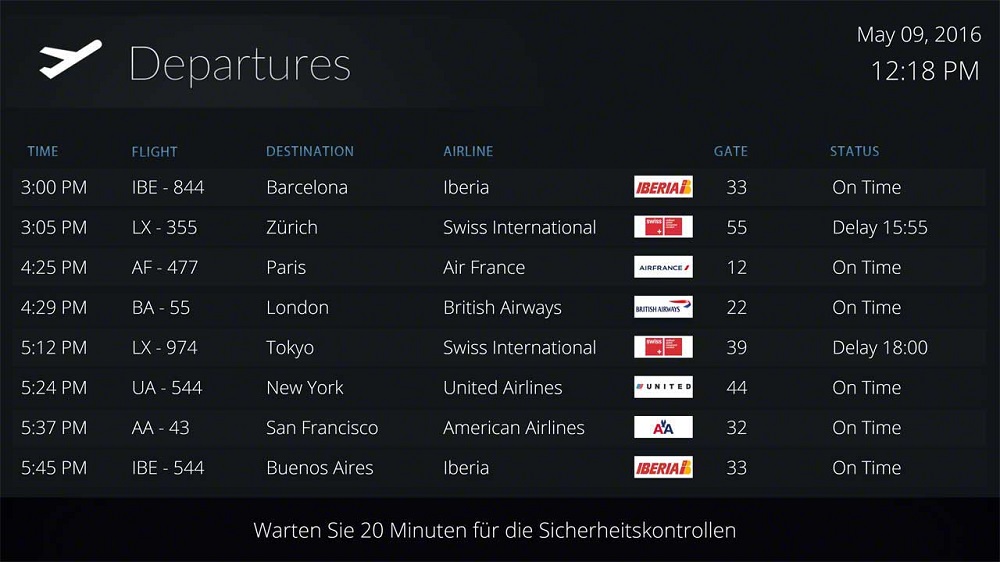 Departures
May 09, 2016
12:18 PM
TIME FLIGHT DESTINATION AIRLINE GATE STATUS
3:00 PM IBE - 844 Barcelona Iberia IBERIA 33 On Time
3:05 PM LX - 355 Zürich Swiss International swiss 55 Delay 15:55
4:25 PM AF - 477 Paris Air France AIRFRANCE 12 On Time
4:29 PM BA - 55 London British Airways BRITISH AIRWAYS 22 On Time
5:12 PM LX - 974 Tokyo Swiss International swiss 39 Delay 18:00
5:24 PM UA - 544 New York United Airlines UNITED 44 On Time
5:37 PM AA - 43 San Francisco American Airlines AA 32 On Time
5:45 PM IBE - 544 Buenos Aires Iberia IBERIA 33 On Time
Warten Sie 20 Minuten für die Sicherheitskontrollen